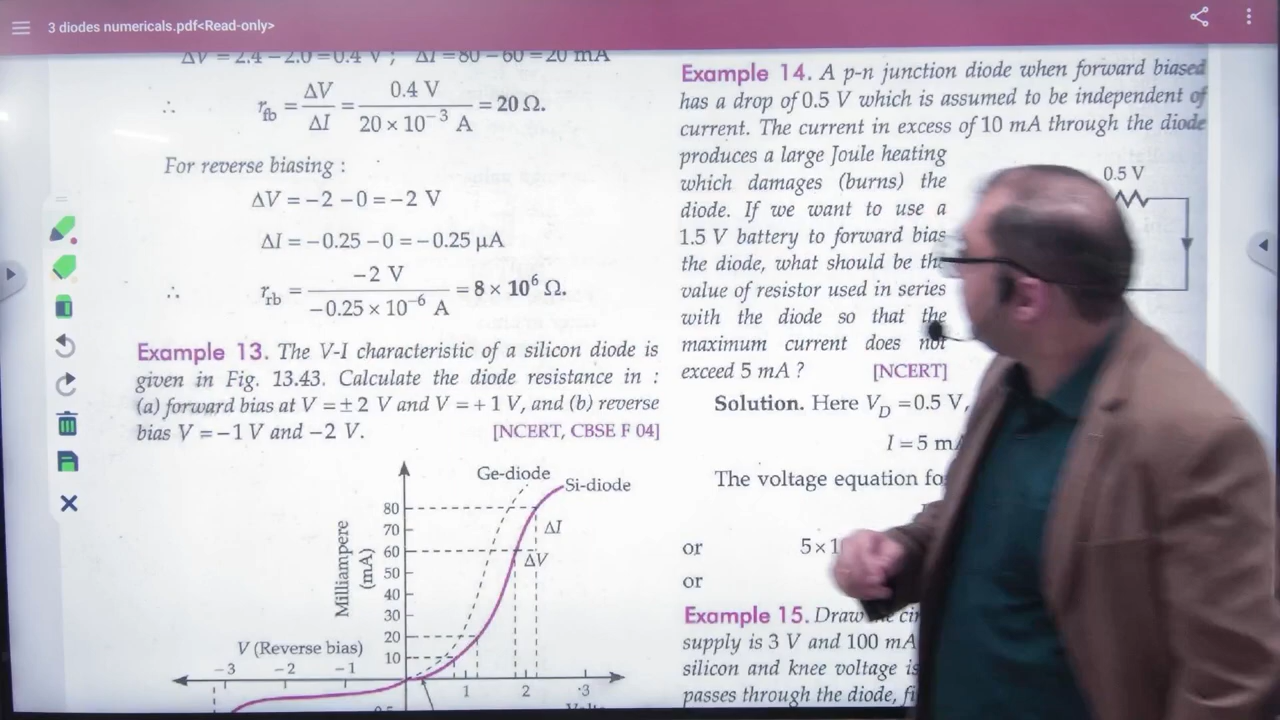 3 diodes numericals.pdf<Read-only>
ΔV = 2.4 − 2.0 = 0.4 V ; ΔI = 80 − 60 = 20 mA
∴ r_fb = ΔV/ΔI = 0.4 V / 20 × 10⁻³ A = 20 Ω.
For reverse biasing :
ΔV = −2 − 0 = −2 V
ΔI = −0.25 − 0 = −0.25 μA
∴ r_rb = −2 V / −0.25 × 10⁻⁶ A = 8 × 10⁶ Ω.
Example 13. The V-I characteristic of a silicon diode is
given in Fig. 13.43. Calculate the diode resistance in :
(a) forward bias at V = ± 2 V and V = + 1 V, and (b) reverse
bias V = −1 V and −2 V. [NCERT, CBSE F 04]
Ge-diode
Si-diode
80
70
60
50
40
30
20
10
ΔI
ΔV
Milliampere
(mA)
V (Reverse bias)
−3 −2 −1
1 2 ·3
Example 14. A p-n junction diode when forward biased
has a drop of 0.5 V which is assumed to be independent of
current. The current in excess of 10 mA through the diode
produces a large Joule heating
which damages (burns) the
diode. If we want to use a
1.5 V battery to forward bias
the diode, what should be the
value of resistor used in series
with the diode so that the
maximum current does not
exceed 5 mA ? [NCERT]
0.5 V
Solution. Here V_D = 0.5 V,
I = 5 mA
The voltage equation
or 5×
or
Example 15. Draw
supply is 3 V and 100 mA
silicon and knee voltage is
passes through the diode,